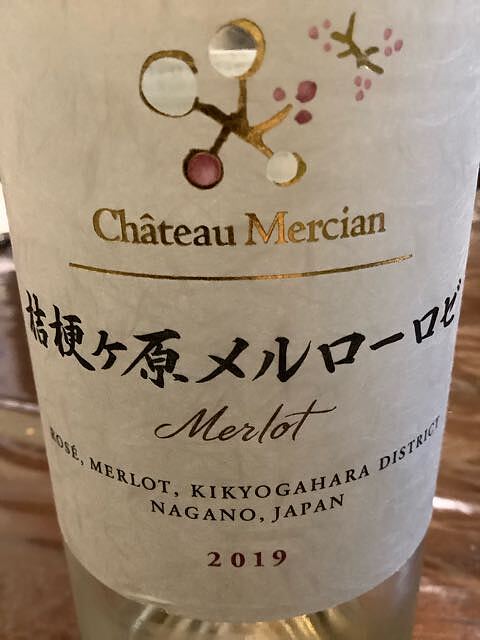 Château Mercian
桔梗ヶ原メルローロゼ
Merlot
ROSÉ, MERLOT, KIKYOGAHARA DISTRICT
NAGANO, JAPAN
2019